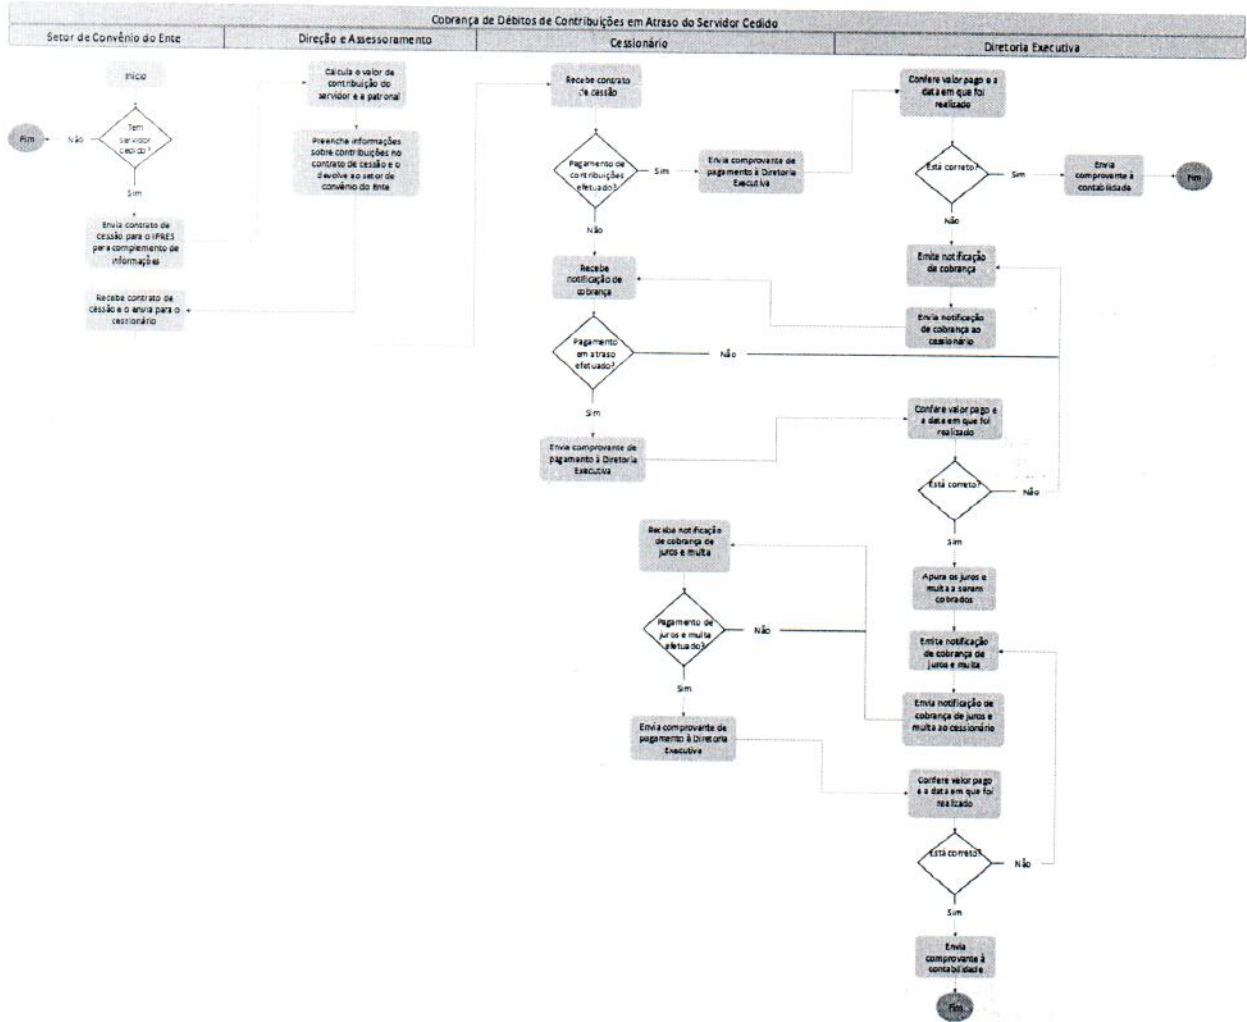 Cobrança de Débitos de Contribuições em Atraso do Servidor Cedido
Setor de Convênio do Ente
Direção e Assessoramento
Cessionário
Diretoria Executiva
Início
Tem
servidor
cedido?
Não
Fim
Sim
Envia contrato de
cessão para o IPRES
para complemento de
informações
Recebe contrato de
cessão e o envia para o
cessionário
Calcula o valor de
contribuição do
servidor e a patronal
Preenche informações
sobre contribuições no
contrato de cessão e o
devolve ao setor de
convênio do Ente
Recebe contrato
de cessão
Pagamento de
contribuições
efetuado?
Sim
Envia comprovante de
pagamento à Diretoria
Executiva
Não
Recebe
notificação de
cobrança
Pagamento
em atraso
efetuado?
Não
Sim
Envia comprovante de
pagamento à Diretoria
Executiva
Recebe notificação
de cobrança de
juros e multa
Pagamento de
juros e multa
efetuado?
Não
Sim
Envia comprovante de
pagamento à Diretoria
Executiva
Confere valor pago e a
data em que foi
realizado
Está correto?
Sim
Envia
comprovante à
contabilidade
Fim
Não
Emite notificação
de cobrança
Envia notificação
de cobrança ao
cessionário
Confere valor pago e
a data em que foi
realizado
Está correto?
Não
Sim
Apura os juros e
multa a serem
cobrados
Emite notificação
de cobrança de
juros e multa
Envia notificação de
cobrança de juros e
multa ao cessionário
Confere valor pago
e a data em que foi
realizado
Está correto?
Não
Sim
Envia
comprovante à
contabilidade
Fim